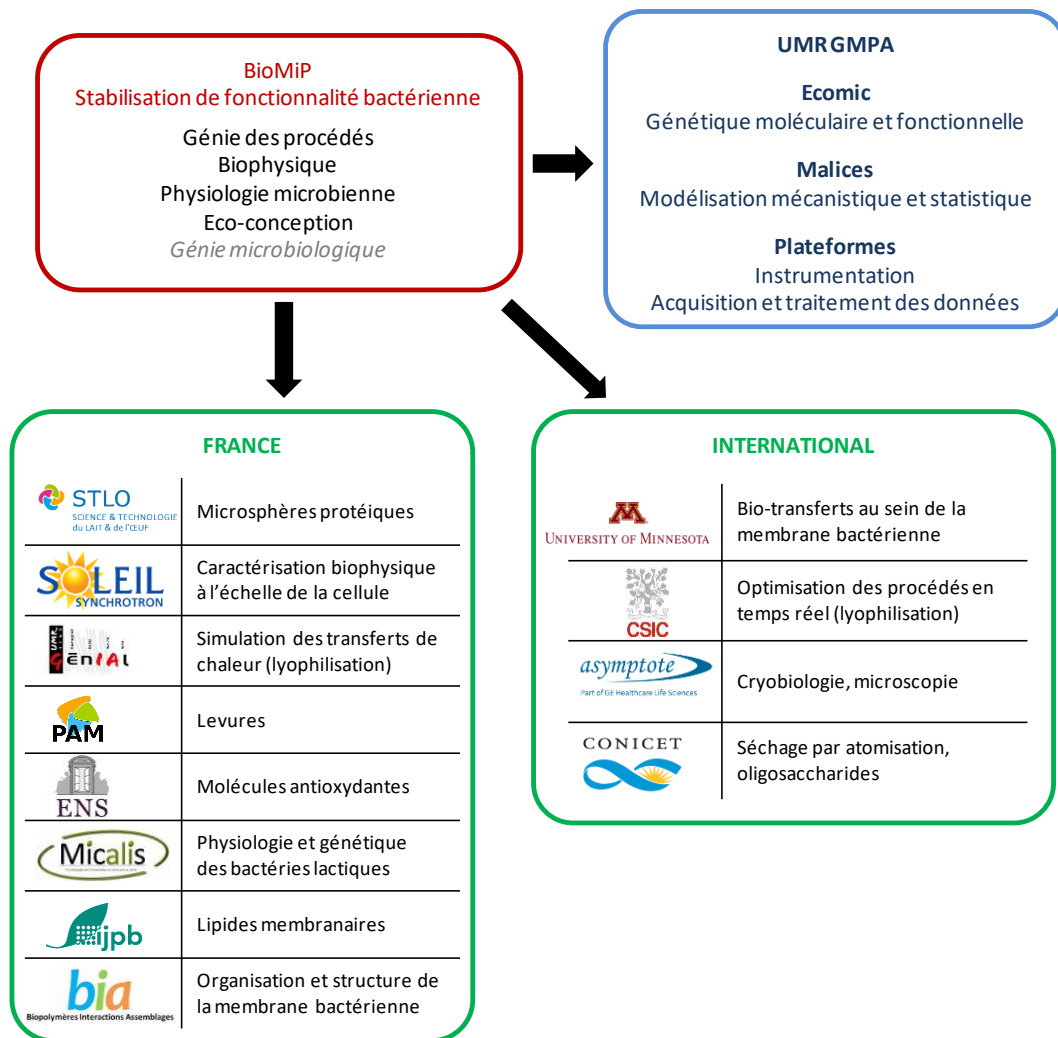 BioMiP
Stabilisation de fonctionnalité bactérienne
Génie des procédés
Biophysique
Physiologie microbienne
Eco-conception
Génie microbiologique
UMR GMPA
Ecomic
Génétique moléculaire et fonctionnelle
Malices
Modélisation mécanistique et statistique
Plateformes
Instrumentation
Acquisition et traitement des données
FRANCE
STLO
SCIENCE & TECHNOLOGIE
du LAIT & de l'ŒUF
Microsphères protéiques
SOLEIL
SYNCHROTRON
Caractérisation biophysique
à l'échelle de la cellule
UMR
GEnIAL
Simulation des transferts de
chaleur (lyophilisation)
PAM
Levures
ENS
Molécules antioxydantes
Micalis
Physiologie et génétique
des bactéries lactiques
ijpb
Lipides membranaires
bia
Biopolymères Interactions Assemblages
Organisation et structure de
la membrane bactérienne
INTERNATIONAL
M
UNIVERSITY OF MINNESOTA
Bio-transferts au sein de la
membrane bactérienne
CSIC
Optimisation des procédés en
temps réel (lyophilisation)
asymptote
Part of GE Healthcare Life Sciences
Cryobiologie, microscopie
CONICET
Séchage par atomisation,
oligosaccharides